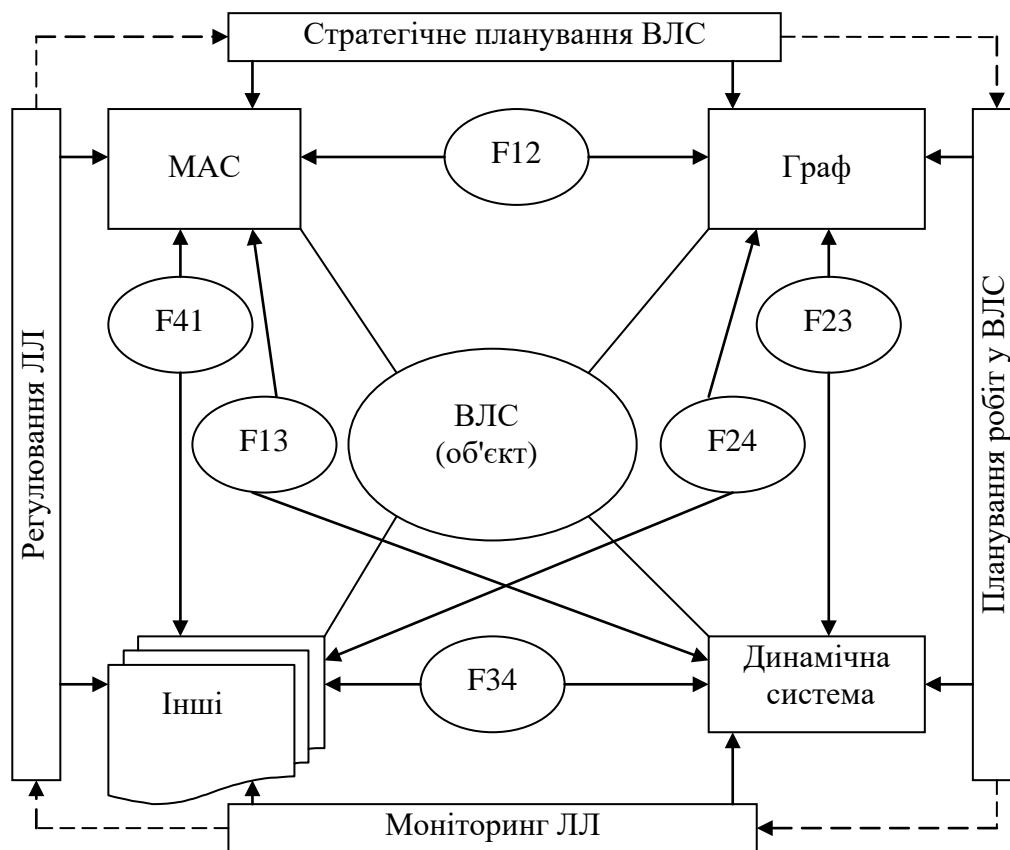 Стратегічне планування ВЛС
МАС
F12
Граф
F41
F23
Регулювання ЛЛ
F13
ВЛС
(об'єкт)
F24
Планування робіт у ВЛС
Інші
F34
Динамічна
система
Моніторинг ЛЛ